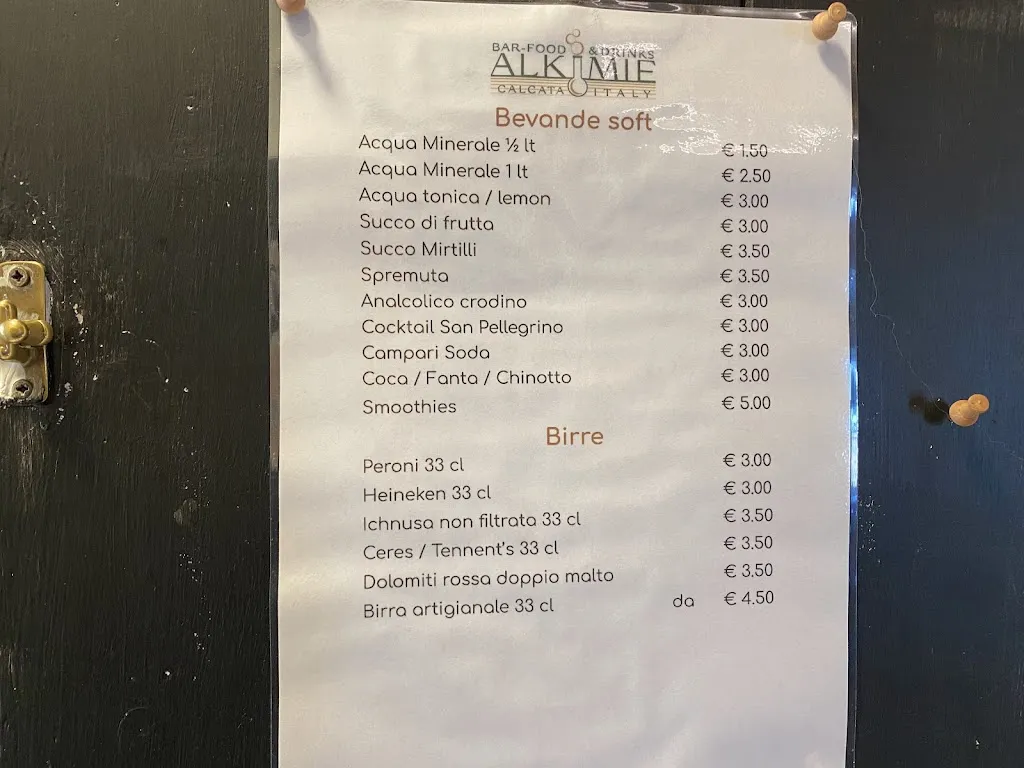 BAR-FOOD & DRINKS
ALKIMIE
CALCATA ITALY
Bevande soft
Acqua Minerale ½ lt € 1.50
Acqua Minerale 1 lt € 2.50
Acqua tonica / lemon € 3.00
Succo di frutta € 3.00
Succo Mirtilli € 3.50
Spremuta € 3.50
Analcolico crodino € 3.00
Cocktail San Pellegrino € 3.00
Campari Soda € 3.00
Coca / Fanta / Chinotto € 3.00
Smoothies € 5.00
Birre
Peroni 33 cl € 3.00
Heineken 33 cl € 3.00
Ichnusa non filtrata 33 cl € 3.50
Ceres / Tennent's 33 cl € 3.50
Dolomiti rossa doppio malto € 3.50
Birra artigianale 33 cl da € 4.50